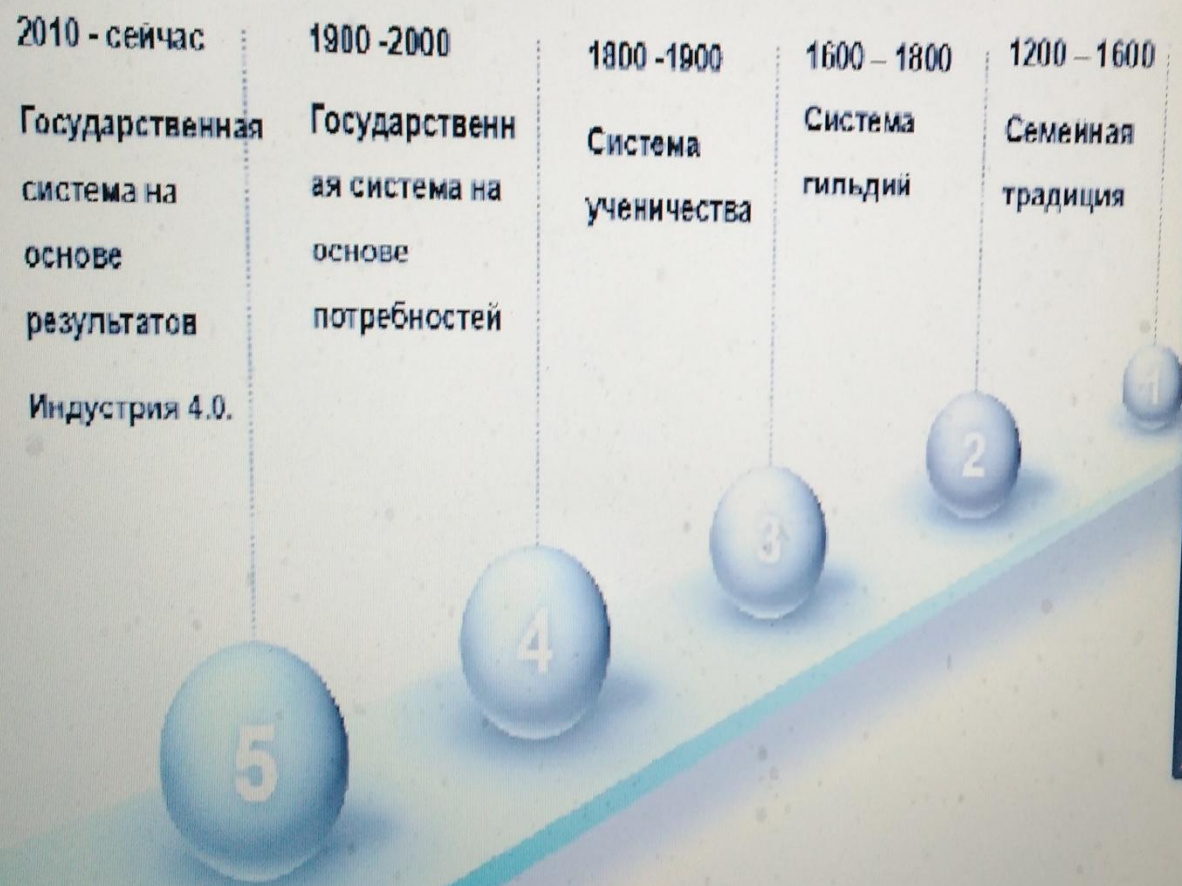 2010 - сейчас
Государственная
система на
основе
результатов
Индустрия 4.0.
1900 -2000
Государственн
ая система на
основе
потребностей
1800 -1900
Система
ученичества
1600 – 1800
Система
гильдий
1200 – 1600
Семейная
традиция
5
4
3
2
1